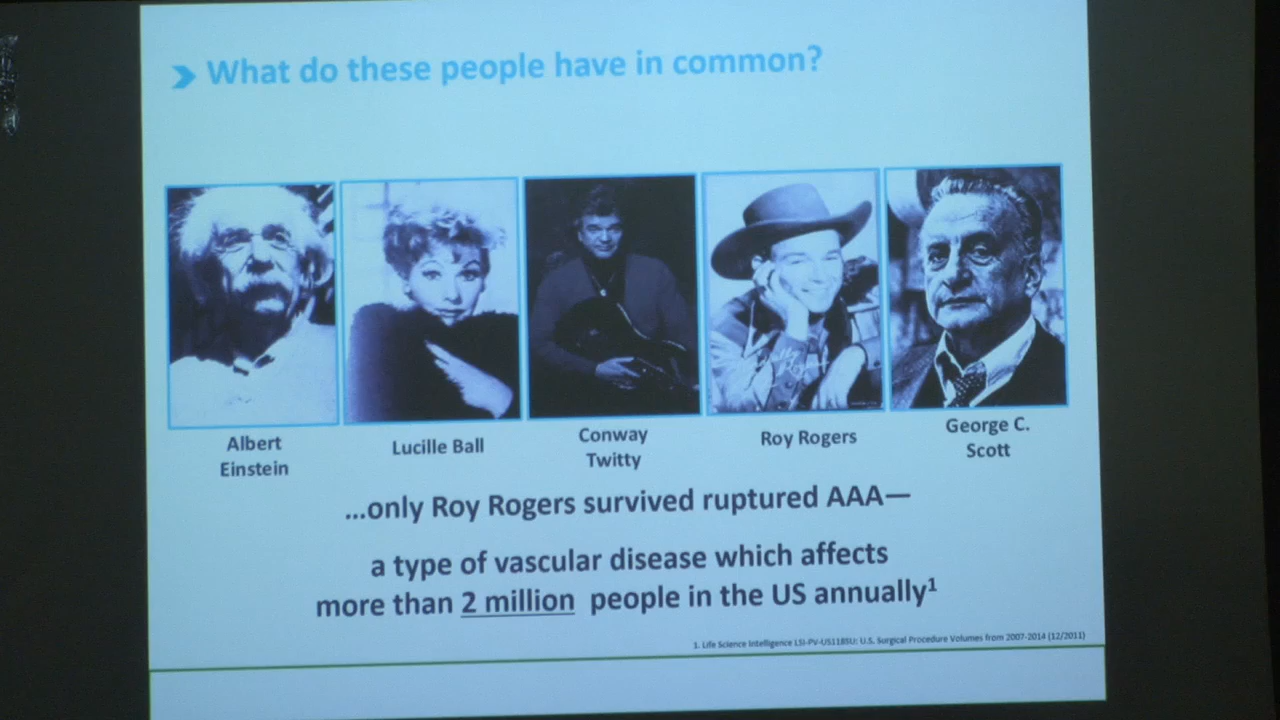 What do these people have in common?
Albert
Einstein
Lucille Ball
Conway
Twitty
Roy Rogers
George C.
Scott
...only Roy Rogers survived ruptured AAA—
a type of vascular disease which affects
more than 2 million people in the US annually¹
1. Life Science Intelligence LSI-PV-US11BSU: U.S. Surgical Procedure Volumes from 2007-2014 (12/2011)